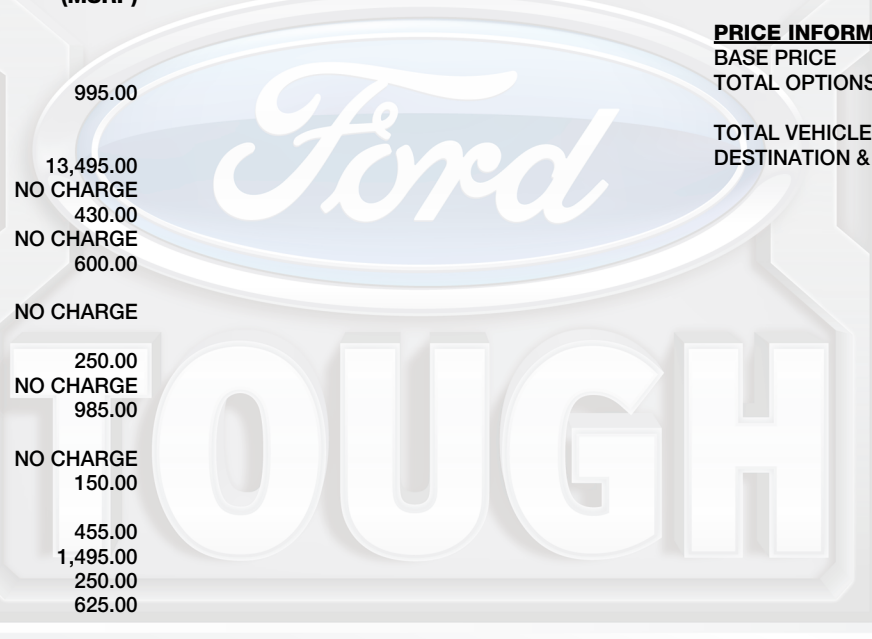 (MSRP)
995.00
13,495.00
NO CHARGE
430.00
NO CHARGE
600.00
NO CHARGE
250.00
NO CHARGE
985.00
NO CHARGE
150.00
455.00
1,495.00
250.00
625.00
PRICE INFORM
BASE PRICE
TOTAL OPTIONS
TOTAL VEHICLE
DESTINATION &
Ford
TOUGH